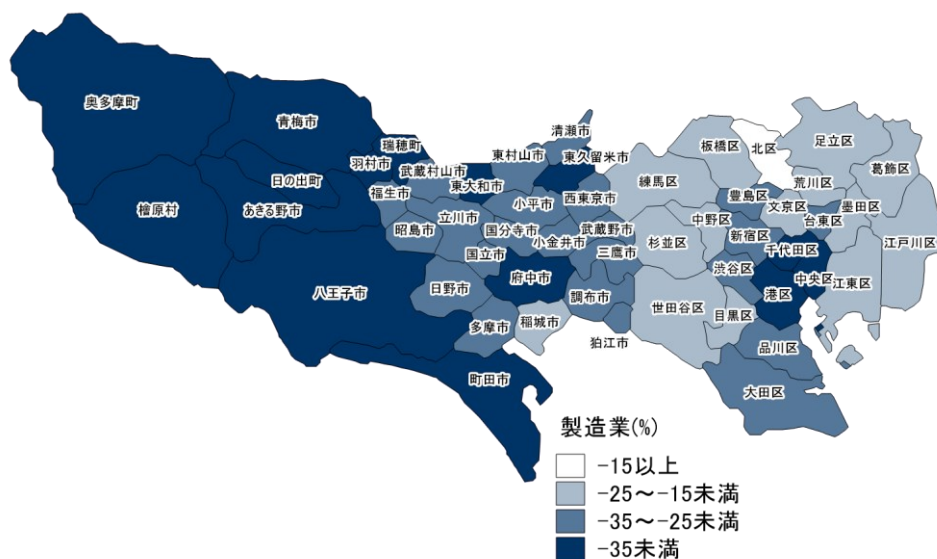 奥多摩町
青梅市
瑞穂町
羽村市
日の出町
檜原村
あきる野市
福生市
武蔵村山市
東大和市
東村山市
清瀬市
東久留米市
昭島市
立川市
小平市
西東京市
国分寺市
小金井市
武蔵野市
国立市
三鷹市
八王子市
日野市
府中市
調布市
多摩市
稲城市
狛江市
町田市
板橋区
北区
足立区
葛飾区
練馬区
豊島区
荒川区
文京区
台東区
墨田区
中野区
新宿区
杉並区
千代田区
江戸川区
渋谷区
港区
中央区
江東区
世田谷区
目黒区
品川区
大田区
製造業(%)
-15以上
-25～-15未満
-35～-25未満
-35未満